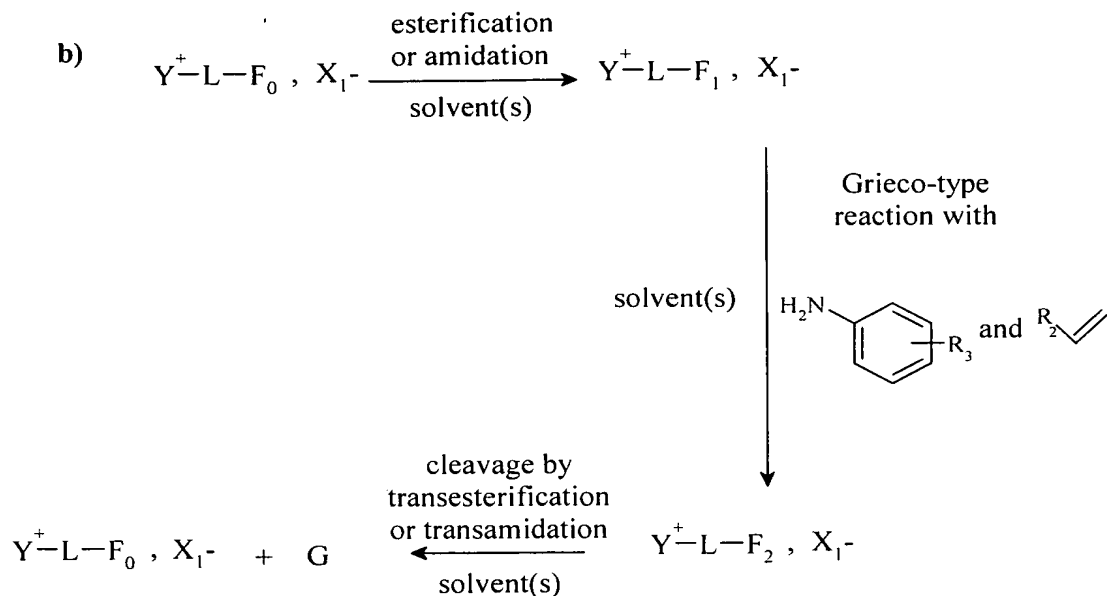 b)
Y⁺—L—F₀ , X₁-
esterification
or amidation
solvent(s)
Y⁺—L—F₁ , X₁-
Grieco-type
reaction with
solvent(s)
H₂N
R₃
and
R₂
cleavage by
transesterification
or transamidation
solvent(s)
Y⁺—L—F₀ , X₁- + G
Y⁺—L—F₂ , X₁-